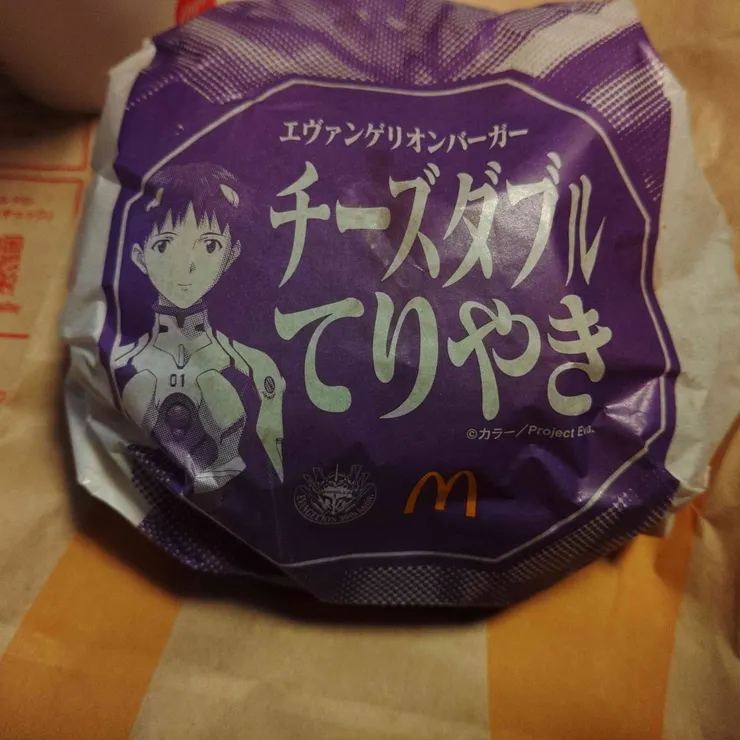 エヴァンゲリオンバーガー
チーズダブル
てりやき
01
©カラー/Project Eva.